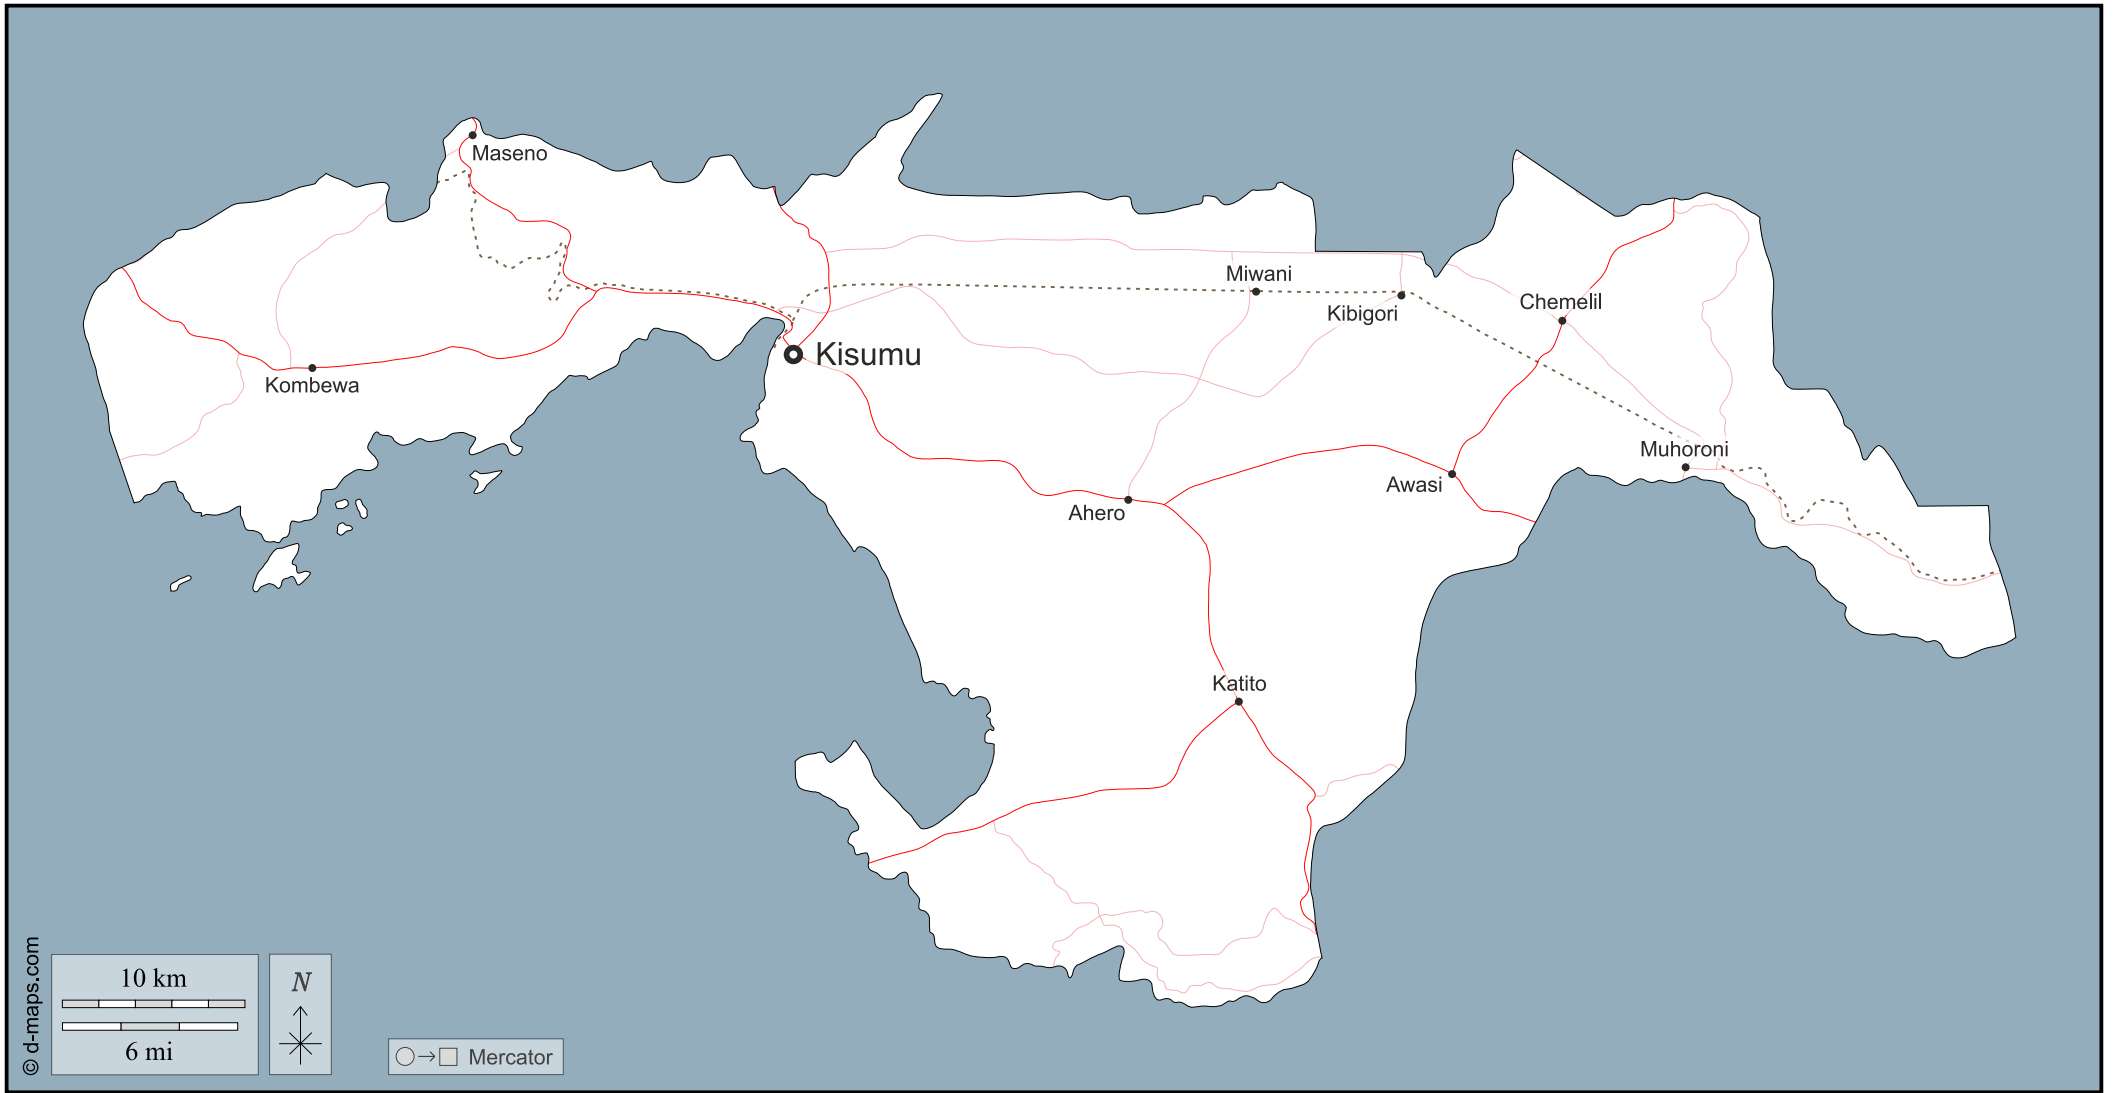 Maseno
Miwani
Kibigori
Chemelil
Kisumu
Kombewa
Muhoroni
Awasi
Ahero
Katito
© d-maps.com
10 km
6 mi
N
Mercator